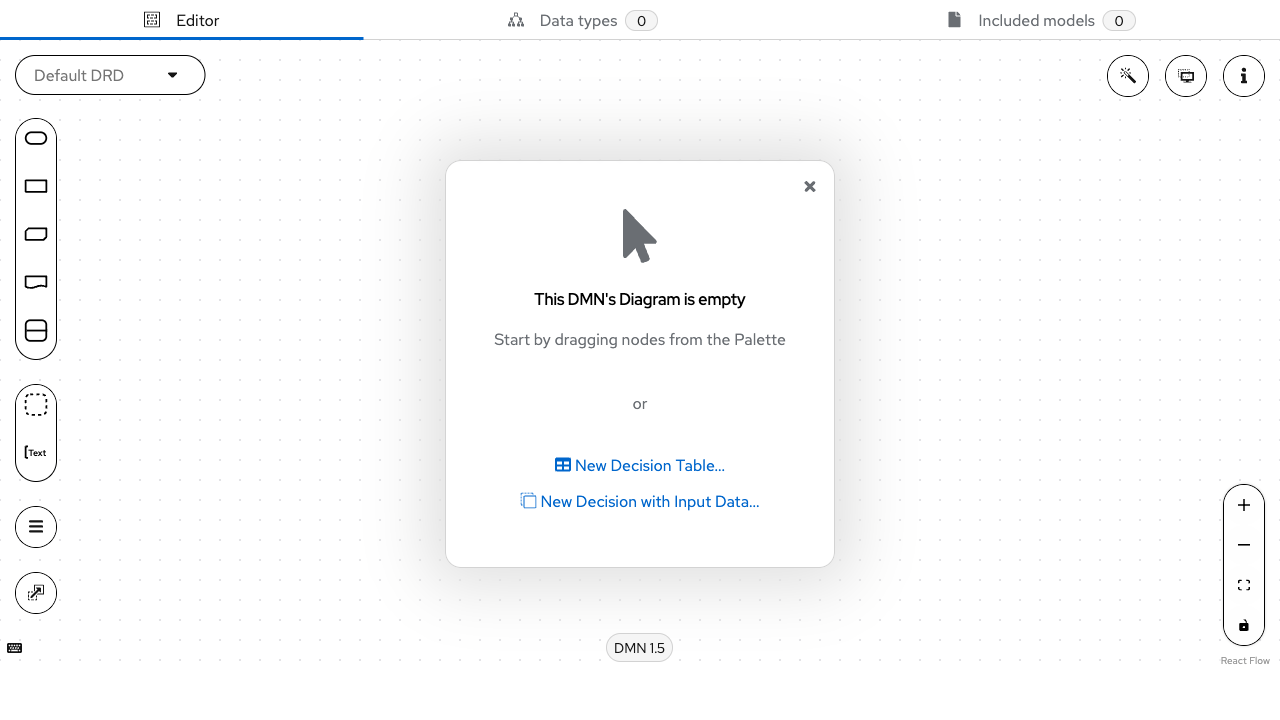 Editor
Data types 0
Included models 0
Default DRD
This DMN's Diagram is empty
Start by dragging nodes from the Palette
or
Text
New Decision Table...
New Decision with Input Data...
DMN 1.5
React Flow